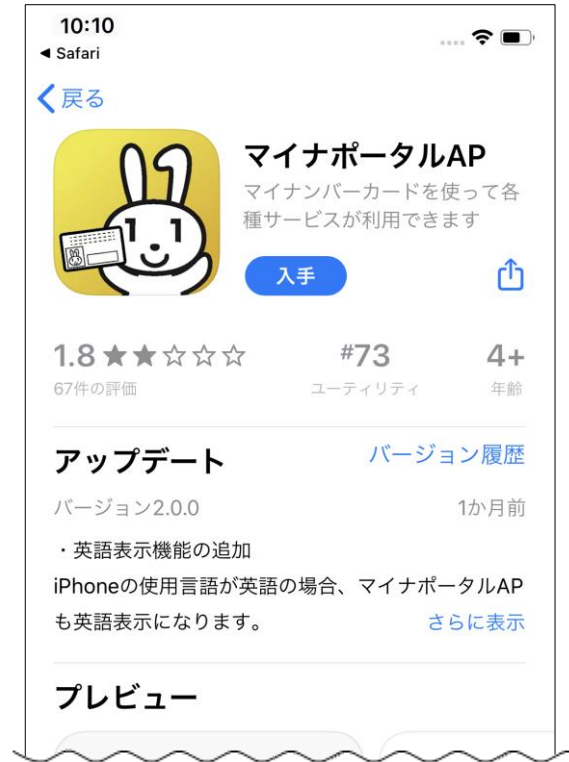 10:10
◀ Safari
戻る
マイナポータルAP
マイナンバーカードを使って各
種サービスが利用できます
入手
1.8 ★★☆☆☆
#73
4+
67件の評価
ユーティリティ
年齢
アップデート
バージョン履歴
バージョン2.0.0
1か月前
・英語表示機能の追加
iPhoneの使用言語が英語の場合、マイナポータルAP
も英語表示になります。
さらに表示
プレビュー